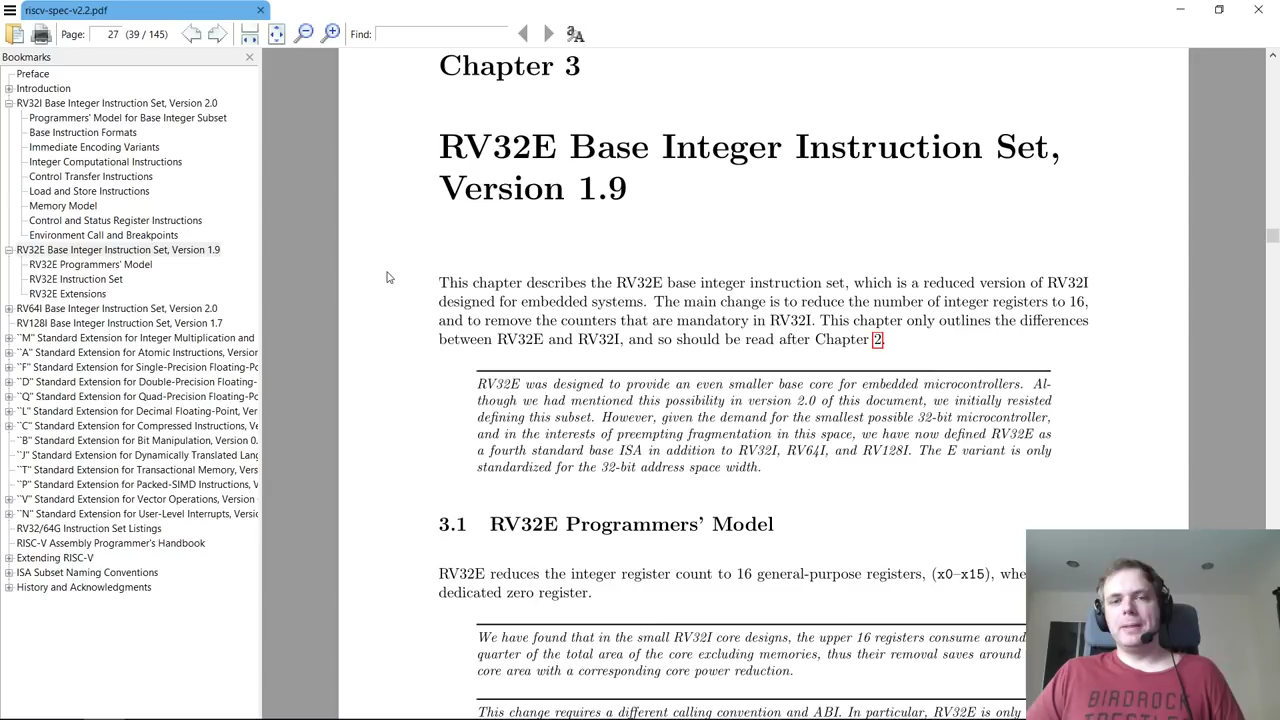 riscv-spec-v2.2.pdf
Page: 27 (39 / 145) Find:
Bookmarks
Preface
Introduction
RV32I Base Integer Instruction Set, Version 2.0
Programmers' Model for Base Integer Subset
Base Instruction Formats
Immediate Encoding Variants
Integer Computational Instructions
Control Transfer Instructions
Load and Store Instructions
Memory Model
Control and Status Register Instructions
Environment Call and Breakpoints
RV32E Base Integer Instruction Set, Version 1.9
RV32E Programmers' Model
RV32E Instruction Set
RV32E Extensions
RV64I Base Integer Instruction Set, Version 2.0
RV128I Base Integer Instruction Set, Version 1.7
``M'' Standard Extension for Integer Multiplication and
``A'' Standard Extension for Atomic Instructions, Version
``F'' Standard Extension for Single-Precision Floating-Po
``D'' Standard Extension for Double-Precision Floating-
``Q'' Standard Extension for Quad-Precision Floating-Po
``L'' Standard Extension for Decimal Floating-Point, Ver
``C'' Standard Extension for Compressed Instructions, Ve
``B'' Standard Extension for Bit Manipulation, Version 0.
``J'' Standard Extension for Dynamically Translated Lang
``T'' Standard Extension for Transactional Memory, Vers
``P'' Standard Extension for Packed-SIMD Instructions, V
``V'' Standard Extension for Vector Operations, Version
``N'' Standard Extension for User-Level Interrupts, Versio
RV32/64G Instruction Set Listings
RISC-V Assembly Programmer's Handbook
Extending RISC-V
ISA Subset Naming Conventions
History and Acknowledgments
Chapter 3
RV32E Base Integer Instruction Set,
Version 1.9
This chapter describes the RV32E base integer instruction set, which is a reduced version of RV32I
designed for embedded systems. The main change is to reduce the number of integer registers to 16,
and to remove the counters that are mandatory in RV32I. This chapter only outlines the differences
between RV32E and RV32I, and so should be read after Chapter 2.
RV32E was designed to provide an even smaller base core for embedded microcontrollers. Al-
though we had mentioned this possibility in version 2.0 of this document, we initially resisted
defining this subset. However, given the demand for the smallest possible 32-bit microcontroller,
and in the interests of preempting fragmentation in this space, we have now defined RV32E as
a fourth standard base ISA in addition to RV32I, RV64I, and RV128I. The E variant is only
standardized for the 32-bit address space width.
3.1 RV32E Programmers' Model
RV32E reduces the integer register count to 16 general-purpose registers, (x0–x15), whe
dedicated zero register.
We have found that in the small RV32I core designs, the upper 16 registers consume around
quarter of the total area of the core excluding memories, thus their removal saves around
core area with a corresponding core power reduction.
This change requires a different calling convention and ABI. In particular, RV32E is only
BIRDROCK